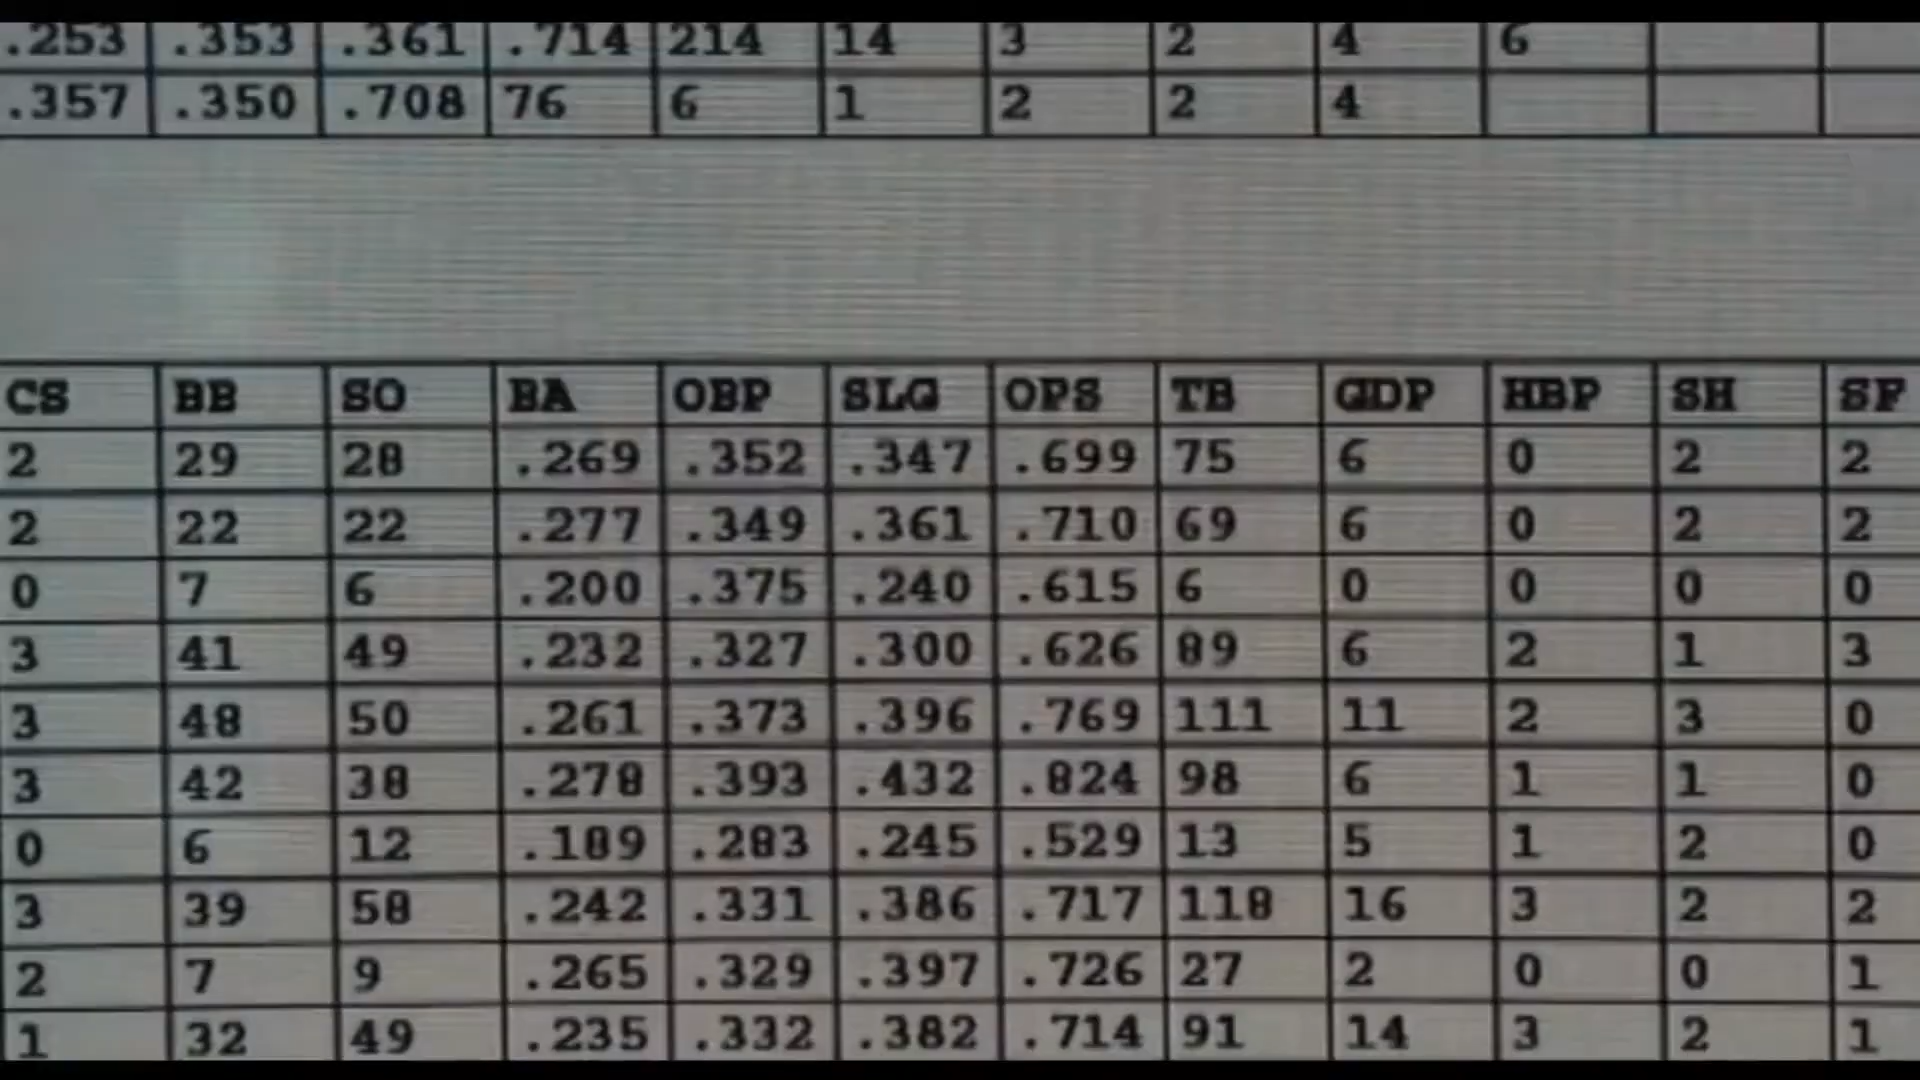 .253 .353 .361 .714 214 14 3 2 4 6
.357 .350 .708 76 6 1 2 2 4
CS BB SO BA OBP SLG OPS TB GDP HBP SH SF
2 29 28 .269 .352 .347 .699 75 6 0 2 2
2 22 22 .277 .349 .361 .710 69 6 0 2 2
0 7 6 .200 .375 .240 .615 6 0 0 0 0
3 41 49 .232 .327 .300 .626 89 6 2 1 3
3 48 50 .261 .373 .396 .769 111 11 2 3 0
3 42 38 .278 .393 .432 .824 98 6 1 1 0
0 6 12 .189 .283 .245 .529 13 5 1 2 0
3 39 58 .242 .331 .386 .717 118 16 3 2 2
2 7 9 .265 .329 .397 .726 27 2 0 0 1
1 32 49 .235 .332 .382 .714 91 14 3 2 1